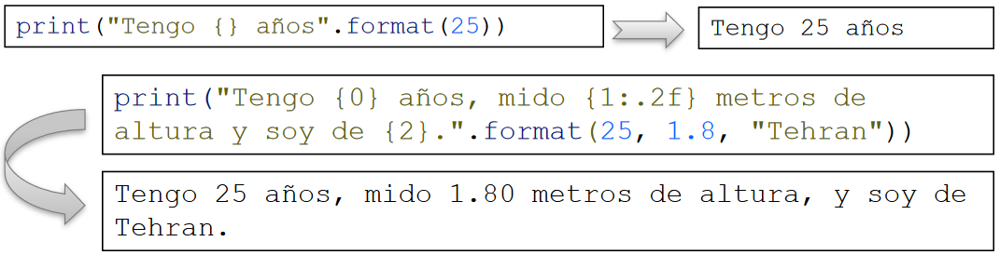 print("Tengo {} años".format(25))
Tengo 25 años
print("Tengo {0} años, mido {1:.2f} metros de
altura y soy de {2}.".format(25, 1.8, "Tehran"))
Tengo 25 años, mido 1.80 metros de altura, y soy de
Tehran.